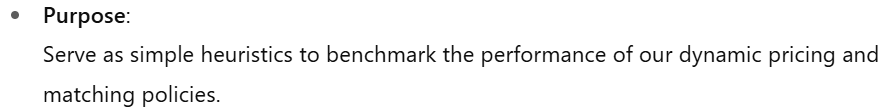 • Purpose:
Serve as simple heuristics to benchmark the performance of our dynamic pricing and
matching policies.